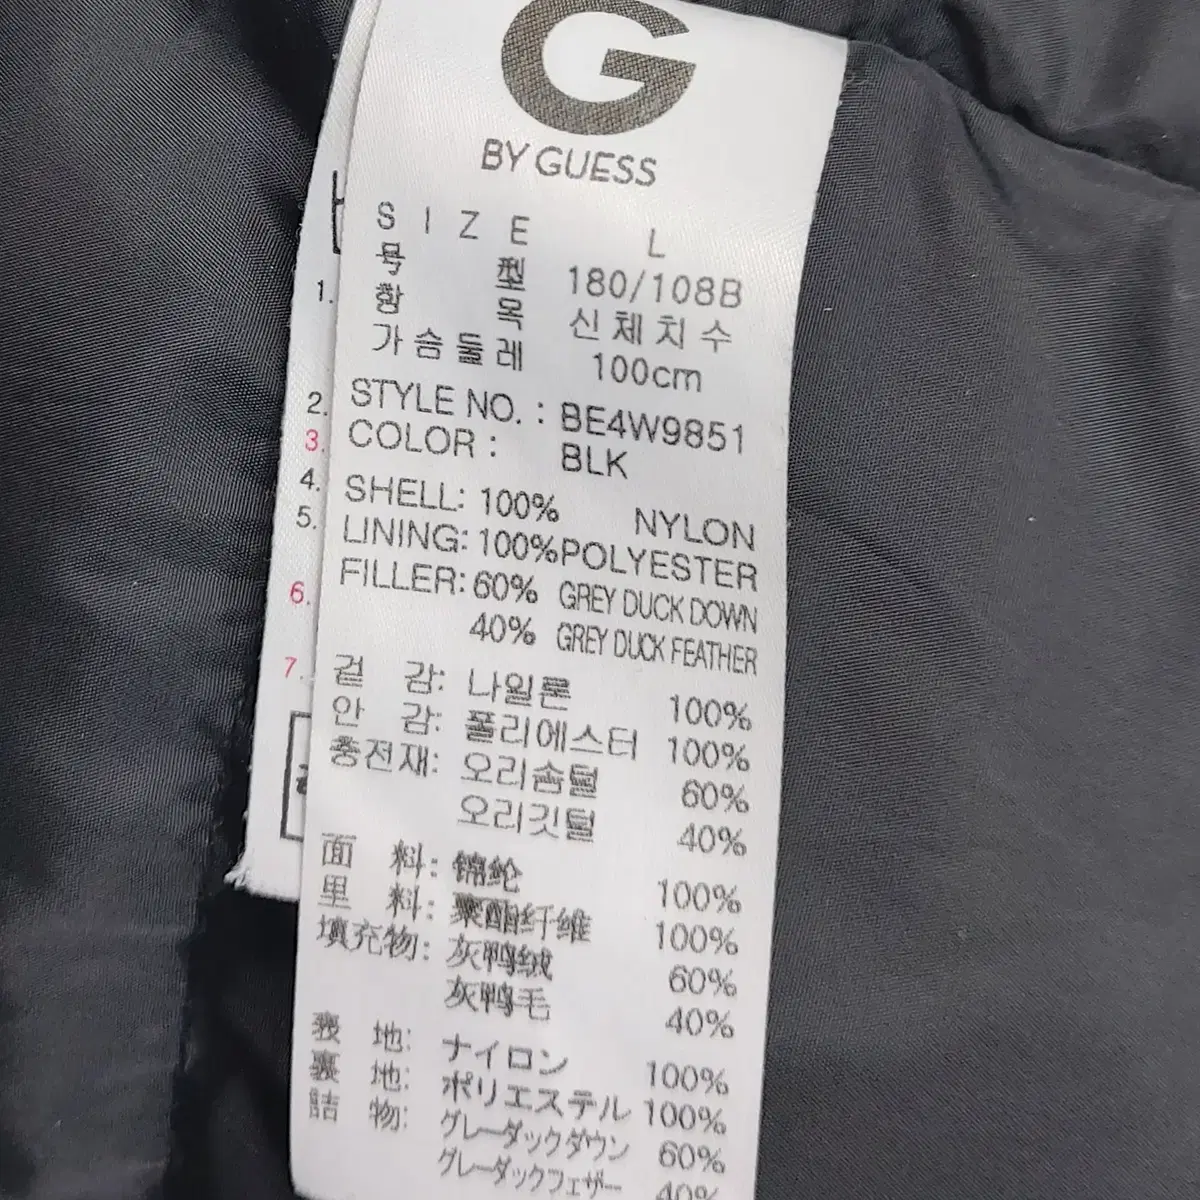 G
BY GUESS
SIZE L
号 型 180/108B
항 목 신체치수
가슴둘레 100cm
STYLE NO. : BE4W9851
COLOR : BLK
SHELL: 100% NYLON
LINING: 100% POLYESTER
FILLER: 60% GREY DUCK DOWN
40% GREY DUCK FEATHER
겉 감: 나일론 100%
안 감: 폴리에스터 100%
충전재: 오리솜털 60%
오리깃털 40%
面 料: 锦纶 100%
里 料: 聚酯纤维 100%
填充物: 灰鸭绒 60%
灰鸭毛 40%
表 地: ナイロン 100%
裏 地: ポリエステル 100%
詰 物: グレーダックダウン 60%
グレーダックフェザー 40%
1.
2.
3.
4.
5.
6.
7.